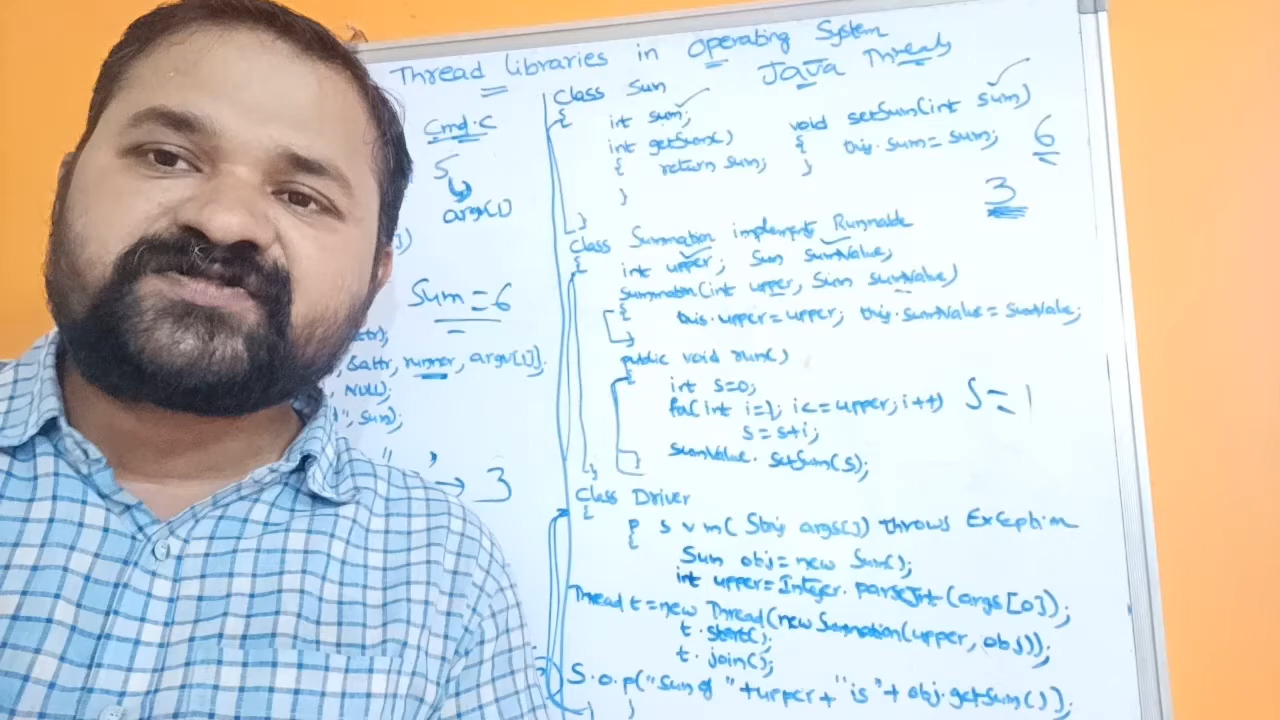 Thread Libraries in Operating System
Java Threads
Cmd.C
5
argv[1]
Sum = 6
&attr, runner, argv[1]).
NULL);
", sum);
→ 3
Class Sum
{
int sum;
int getSum()
{ return sum;
}
}
void setSum(int sum)
{ this.sum = sum;
}
6
3
class Summation implements Runnable
{
int upper; Sum sumValue;
Summation(int upper, Sum sumValue)
{
this.upper = upper; this.sumValue = sumValue;
}
public void run()
{
int s=0;
for(int i=1; i<=upper; i++)
s=s+i;
sumValue.setSum(s);
}
}
S=1
Class Driver
{
p s v m( String args[]) throws Exception
{
Sum obj = new Sum();
int upper = Integer.parseInt(args[0]);
Thread t = new Thread(new Summation(upper, obj));
t.start();
t.join();
S.o.p("Sum of " + upper + "is" + obj.getSum());
} }